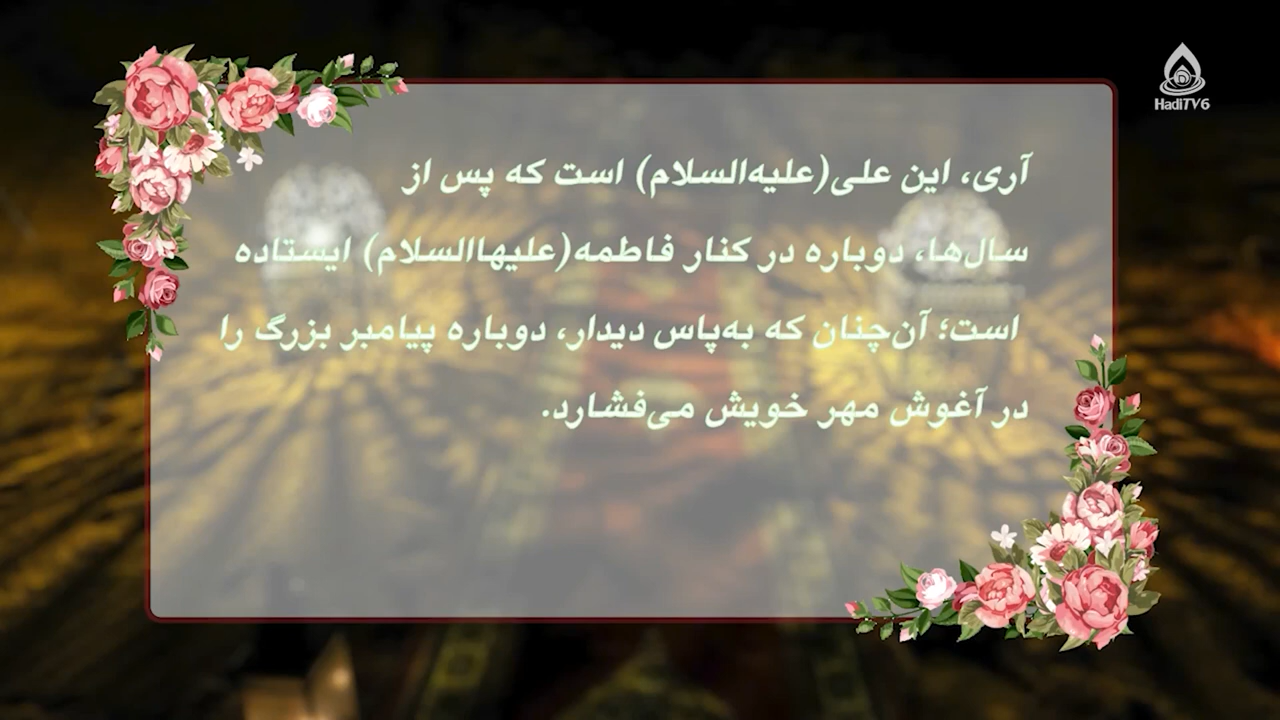 HadiTV6
آری، این علی(علیه‌السلام) است که پس از
سال‌ها، دوباره در کنار فاطمه(علیهاالسلام) ایستاده
است؛ آن‌چنان که به‌پاس دیدار، دوباره پیامبر بزرگ را
در آغوش مهر خویش می‌فشارد.